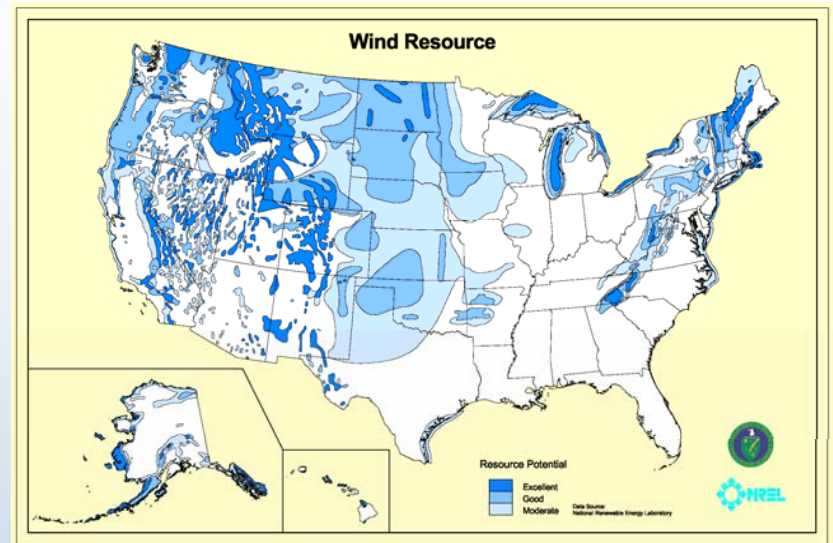 Wind Resource
Resource Potential
Excellent
Good
Moderate
Data Source:
National Renewable Energy Laboratory
NREL